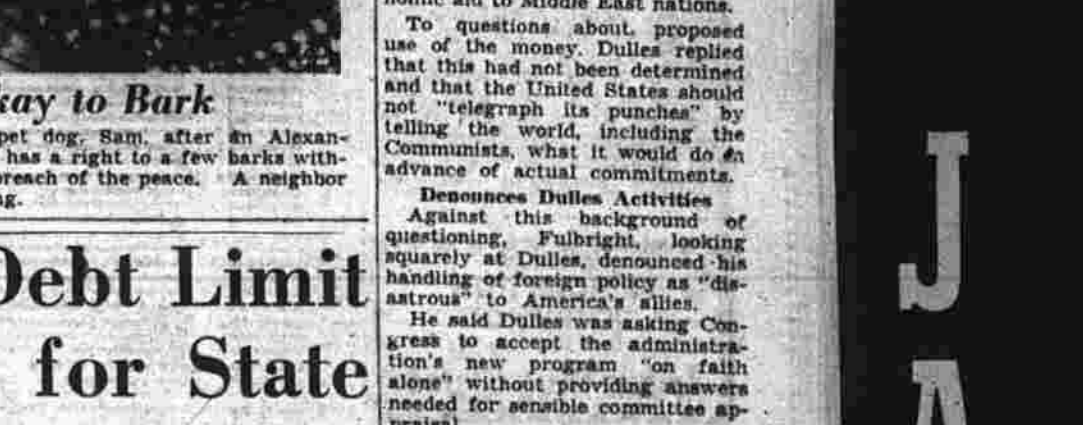 kay to Bark
pet dog, Sam, after an Alexan-
has a right to a few barks with-
breach of the peace. A neighbor
Debt Limit
for State
nomic aid to Middle East nations.
To questions about proposed
use of the money, Dulles replied
that this had not been determined
and that the United States should
not "telegraph its punches" by
telling the world, including the
Communists, what it would do in
advance of actual commitments.
Denounces Dulles Activities
Against this background of
questioning, Fulbright, looking
squarely at Dulles, denounced his
handling of foreign policy as "dis-
astrous" to America's allies.
He said Dulles was asking Con-
gress to accept the administra-
tion's new program "on faith
alone" without providing answers
needed for sensible committee ap-
praisal
J
A